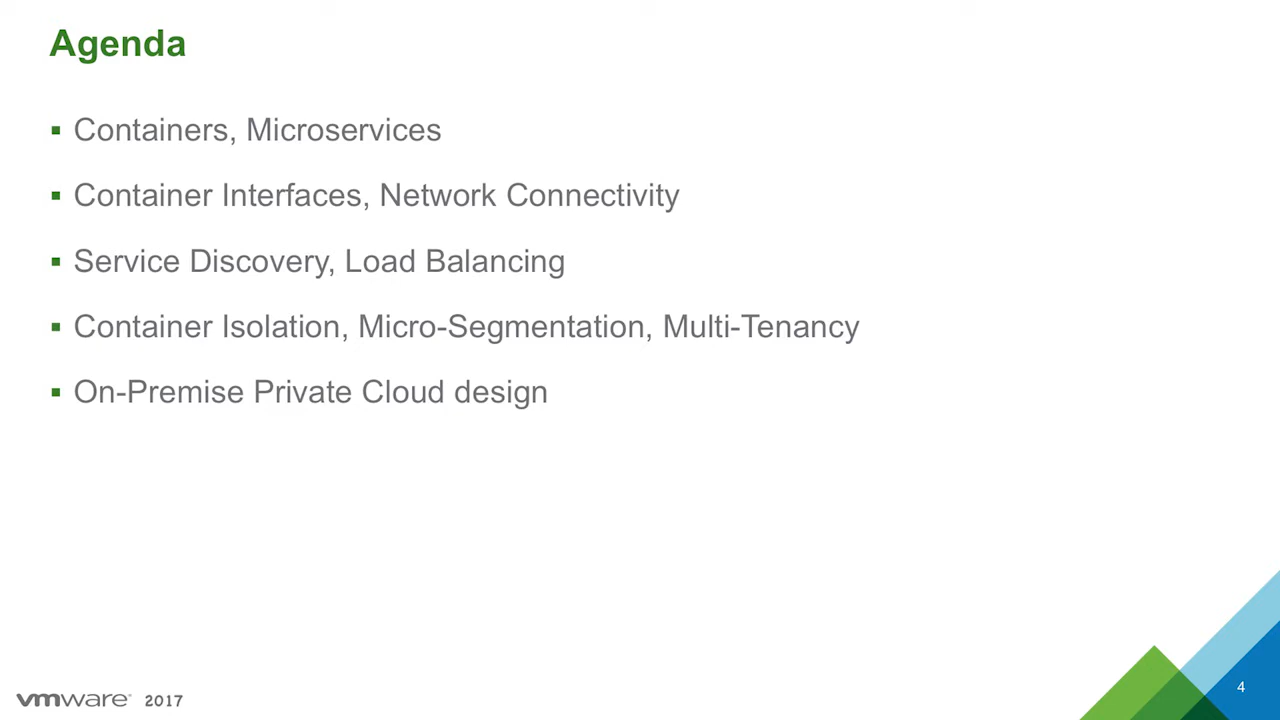 Agenda
▪ Containers, Microservices
▪ Container Interfaces, Network Connectivity
▪ Service Discovery, Load Balancing
▪ Container Isolation, Micro-Segmentation, Multi-Tenancy
▪ On-Premise Private Cloud design
vmware® 2017
4